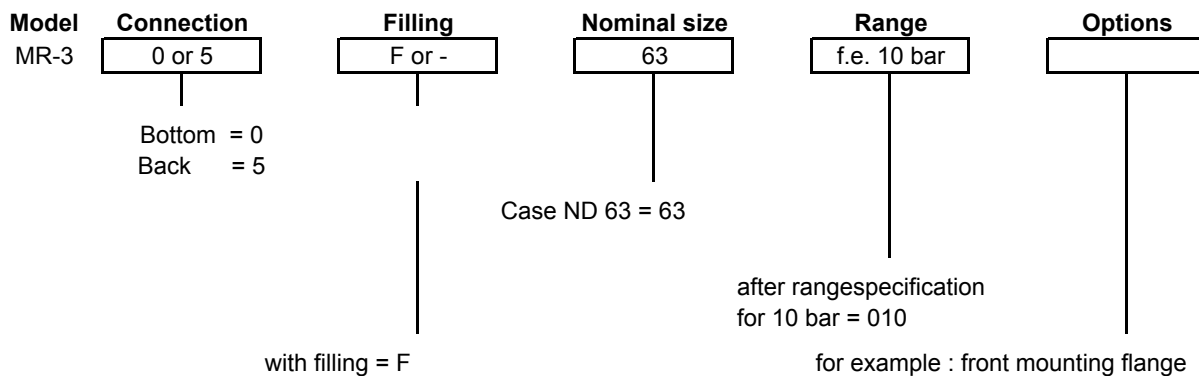 Model Connection Filling Nominal size Range Options
MR-3 0 or 5 F or - 63 f.e. 10 bar
Bottom = 0
Back = 5
Case ND 63 = 63
after rangespecification
for 10 bar = 010
with filling = F for example : front mounting flange